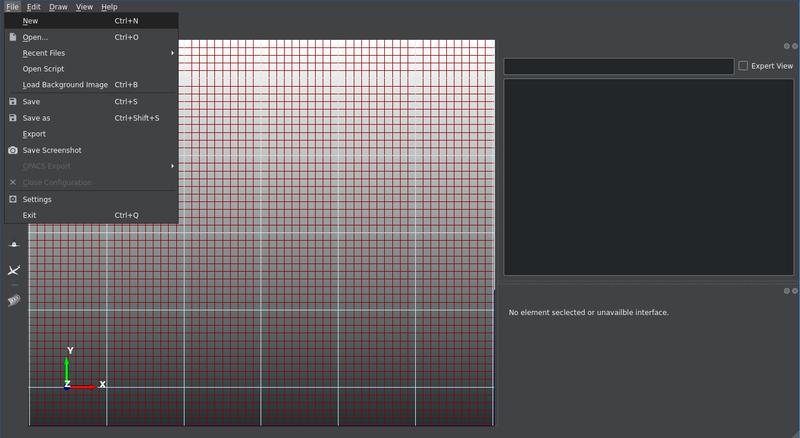 File Edit Draw View Help
New Ctrl+N
Open... Ctrl+O
Recent Files
Open Script
Load Background Image Ctrl+B
Save Ctrl+S
Save as Ctrl+Shift+S
Export
Save Screenshot
CPACS Export
Close Configuration
Settings
Exit Ctrl+Q
Expert View
No element seclected or unavailble interface.
Y
Z X